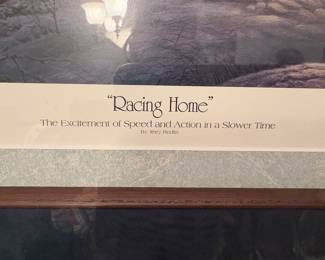 "Racing Home"
The Excitement of Speed and Action in a Slower Time
By Terry Redlin